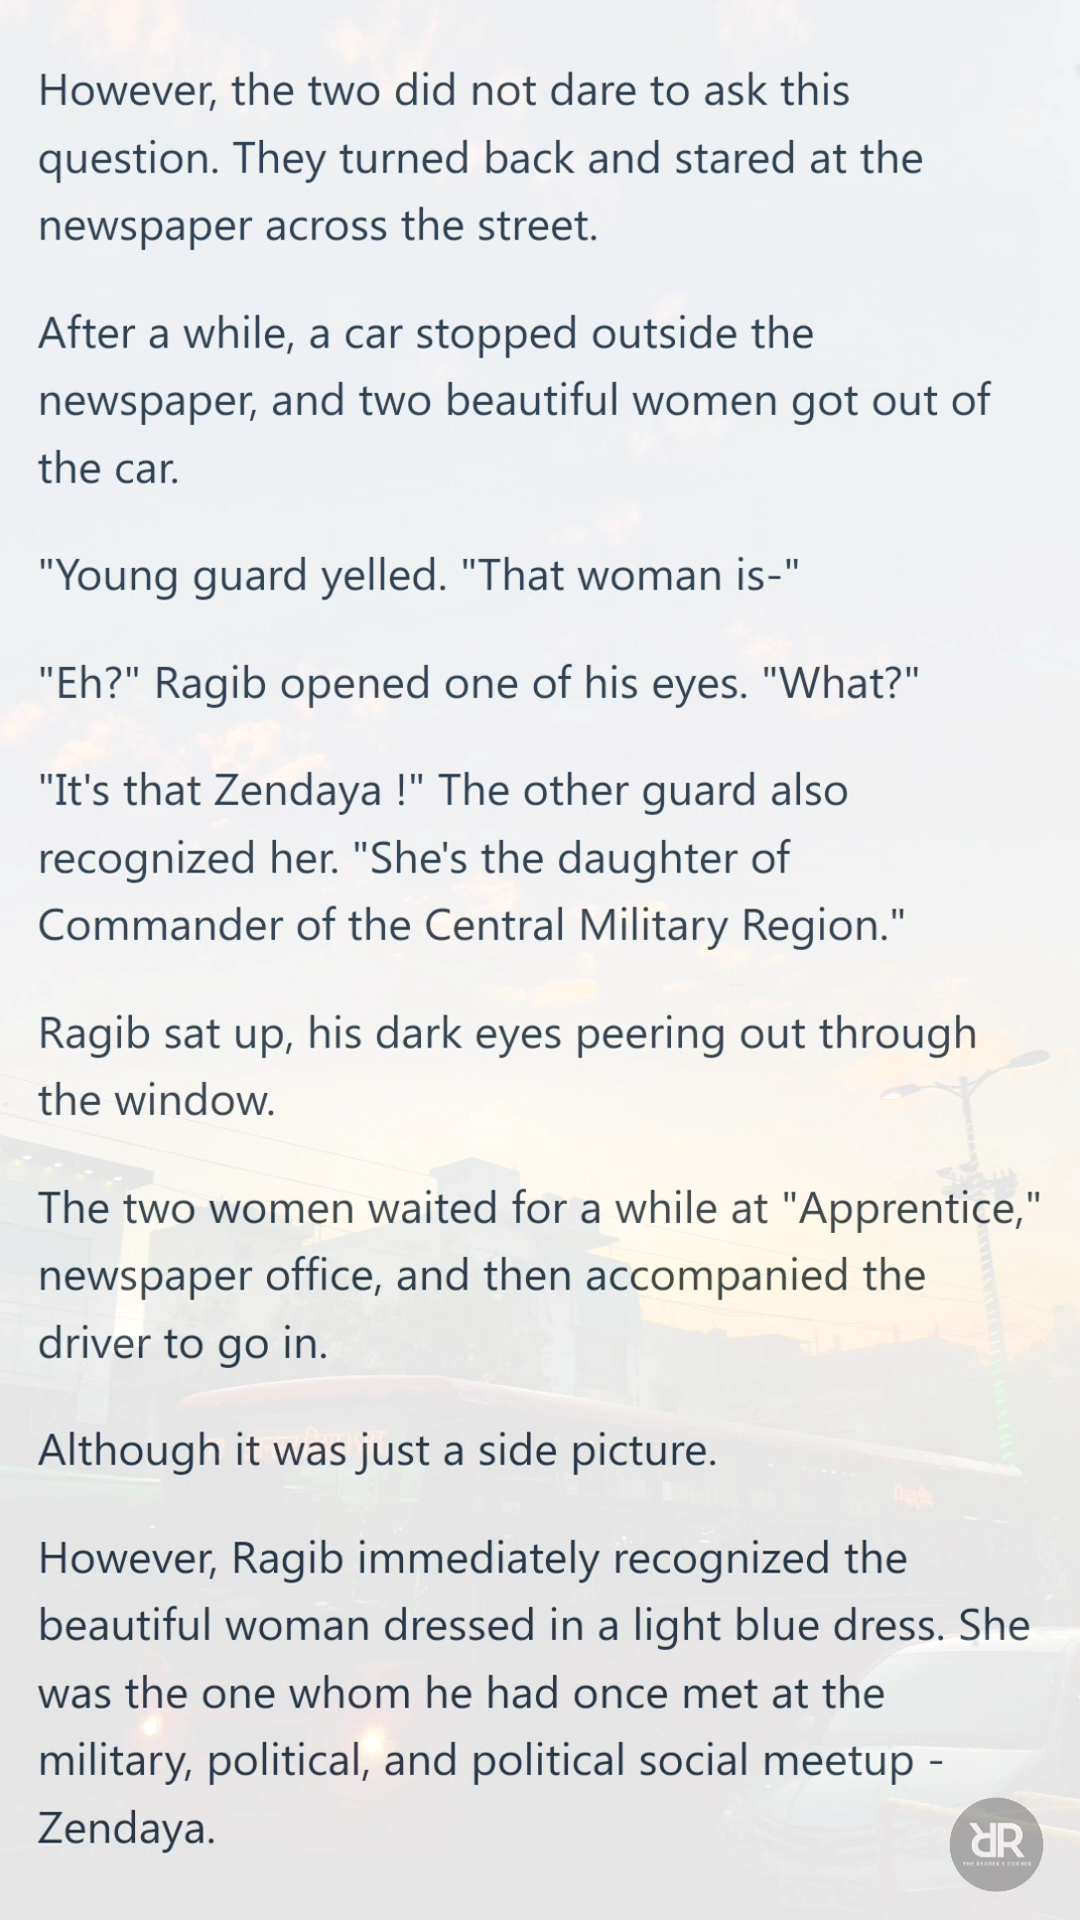 However, the two did not dare to ask this
question. They turned back and stared at the
newspaper across the street.
After a while, a car stopped outside the
newspaper, and two beautiful women got out of
the car.
"Young guard yelled. "That woman is-"
"Eh?" Ragib opened one of his eyes. "What?"
"It's that Zendaya !" The other guard also
recognized her. "She's the daughter of
Commander of the Central Military Region."
Ragib sat up, his dark eyes peering out through
the window.
The two women waited for a while at "Apprentice,"
newspaper office, and then accompanied the
driver to go in.
Although it was just a side picture.
However, Ragib immediately recognized the
beautiful woman dressed in a light blue dress. She
was the one whom he had once met at the
military, political, and political social meetup -
Zendaya.
RR
THE READER'S CORNER